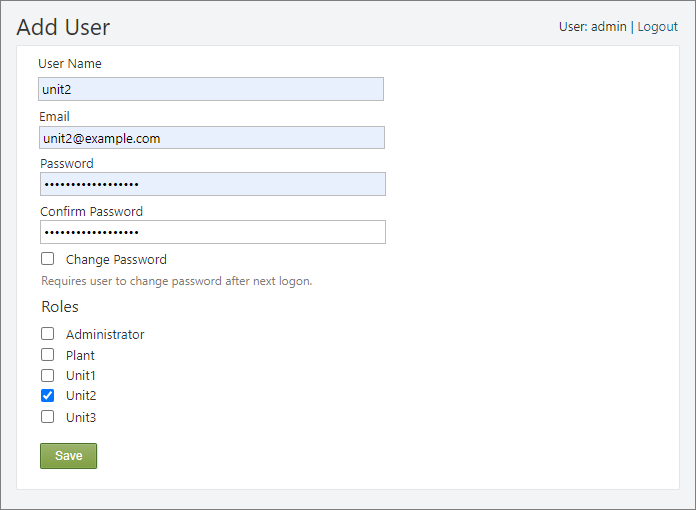 Add User
User: admin | Logout
User Name
unit2
Email
unit2@example.com
Password
••••••••••••••••••
Confirm Password
••••••••••••••••••
Change Password
Requires user to change password after next logon.
Roles
Administrator
Plant
Unit1
Unit2
Unit3
Save